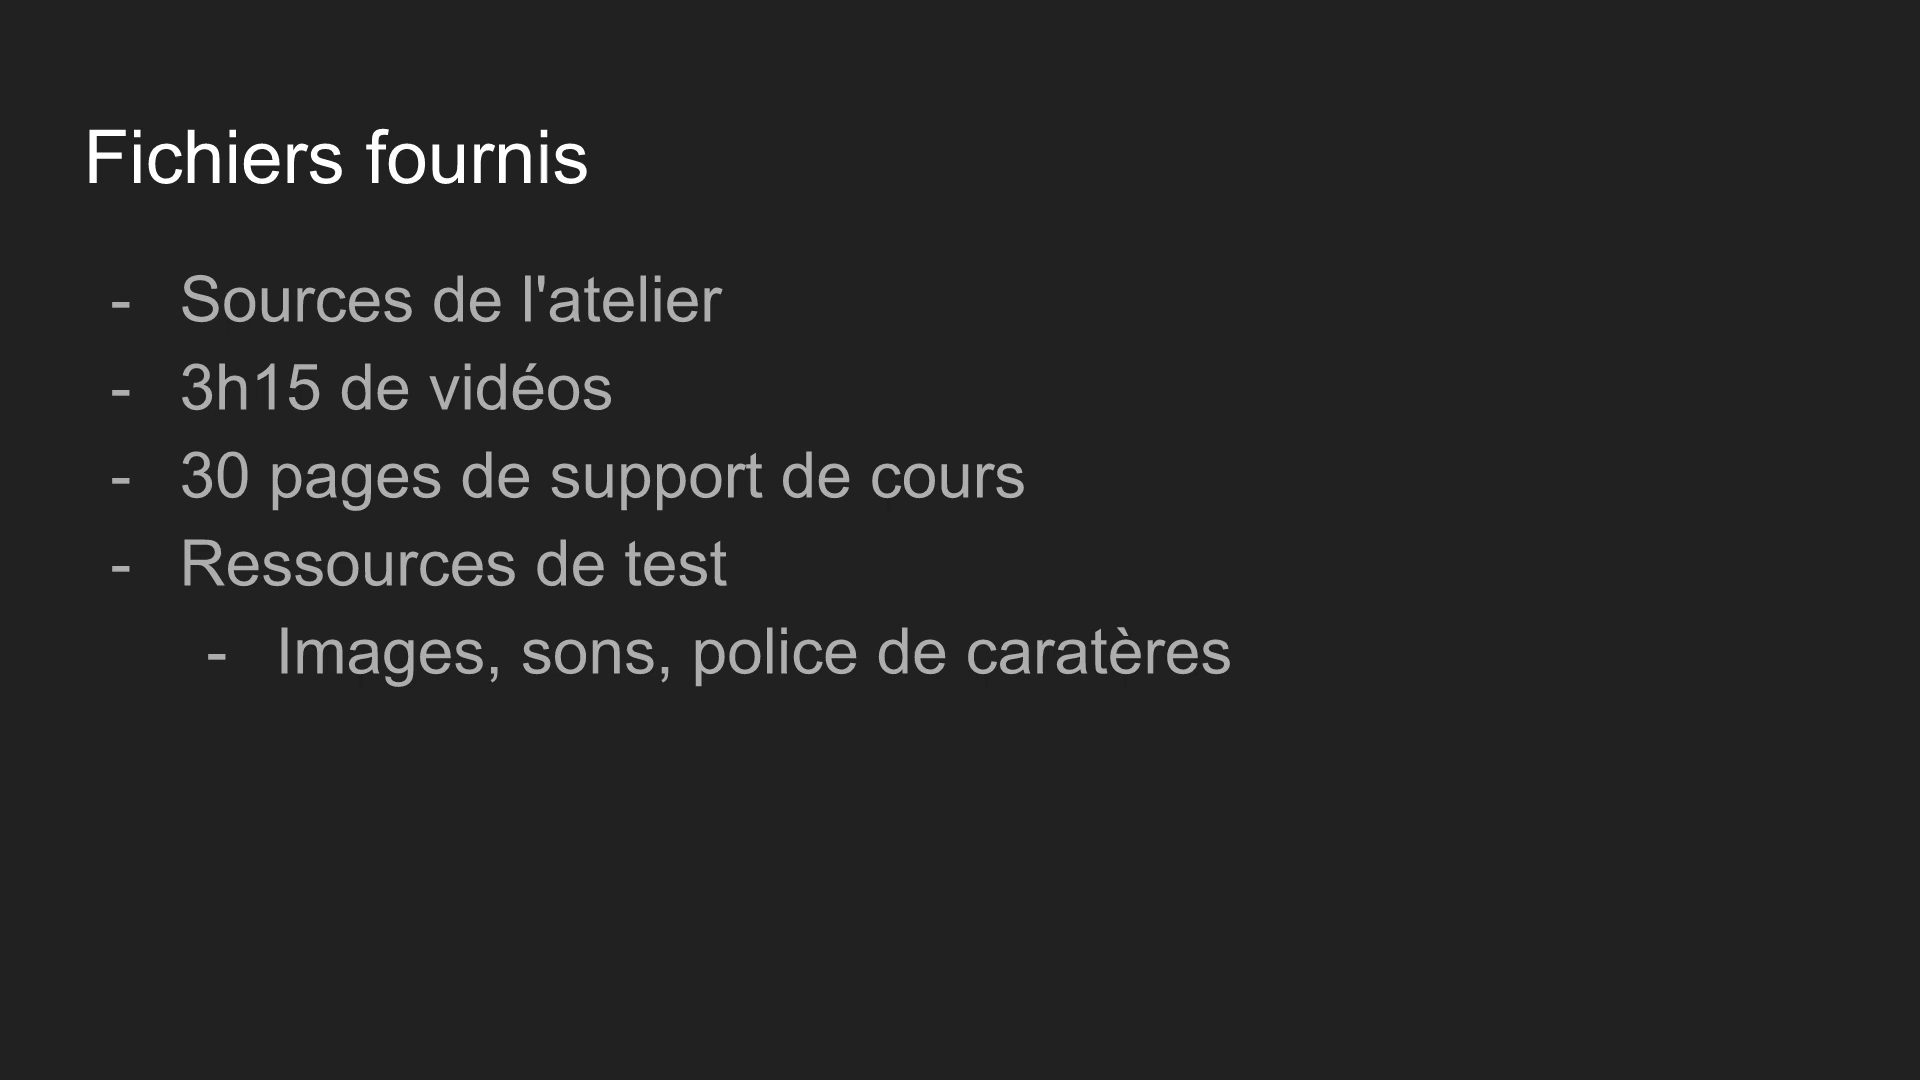 Fichiers fournis
- Sources de l'atelier
- 3h15 de vidéos
- 30 pages de support de cours
- Ressources de test
- Images, sons, police de caratères